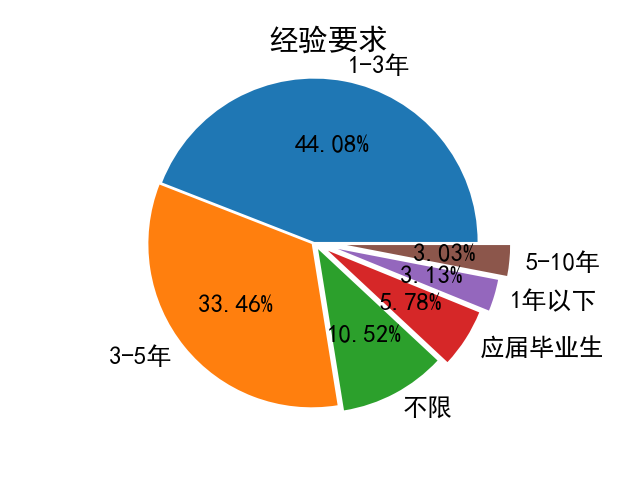 经验要求
1-3年
44.08%
33.46%
3-5年
10.52%
不限
5.78%
应届毕业生
3.13%
1年以下
3.03%
5-10年